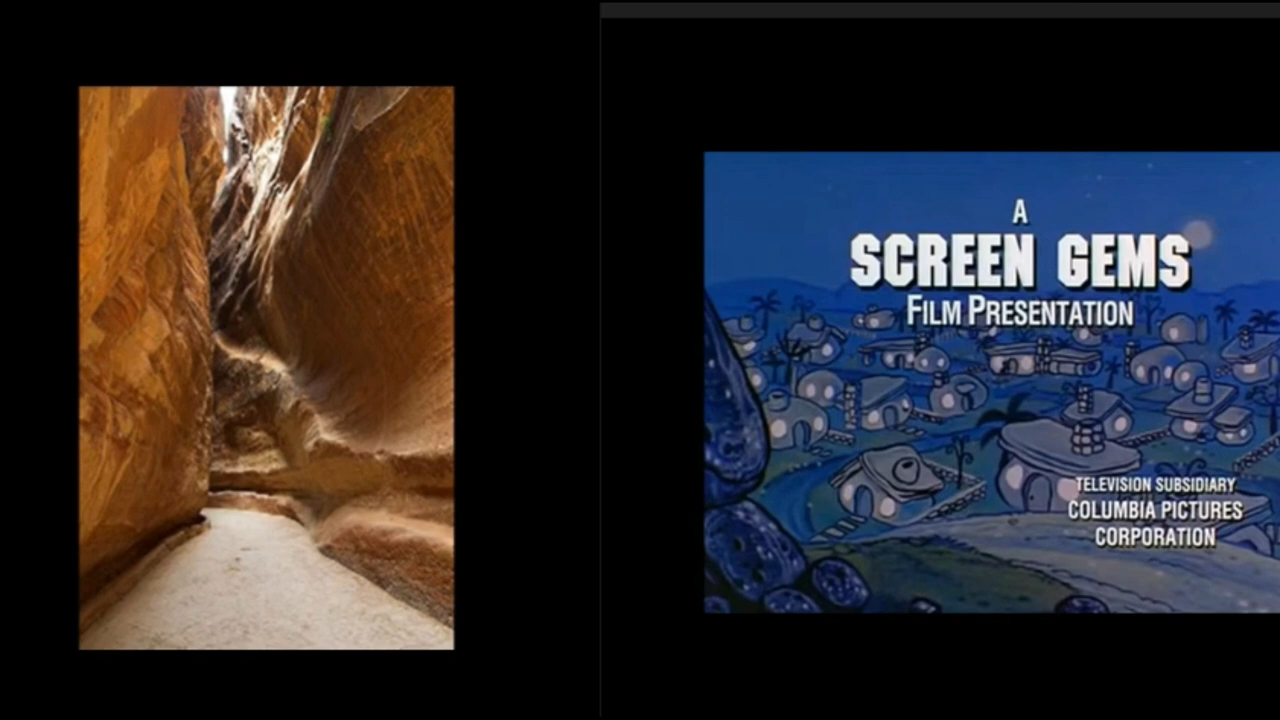 A
SCREEN GEMS
FILM PRESENTATION
TELEVISION SUBSIDIARY
COLUMBIA PICTURES
CORPORATION